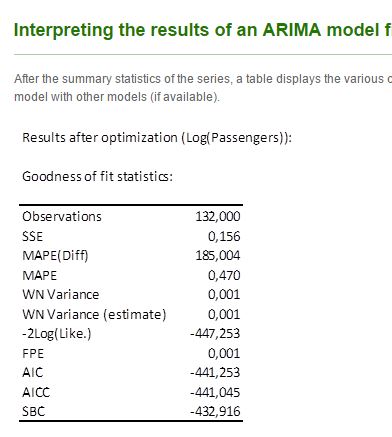 Interpreting the results of an ARIMA model f
After the summary statistics of the series, a table displays the various
model with other models (if available).
Results after optimization (Log(Passengers)):
Goodness of fit statistics:
Observations 132,000
SSE 0,156
MAPE(Diff) 185,004
MAPE 0,470
WN Variance 0,001
WN Variance (estimate) 0,001
-2Log(Like.) -447,253
FPE 0,001
AIC -441,253
AICC -441,045
SBC -432,916